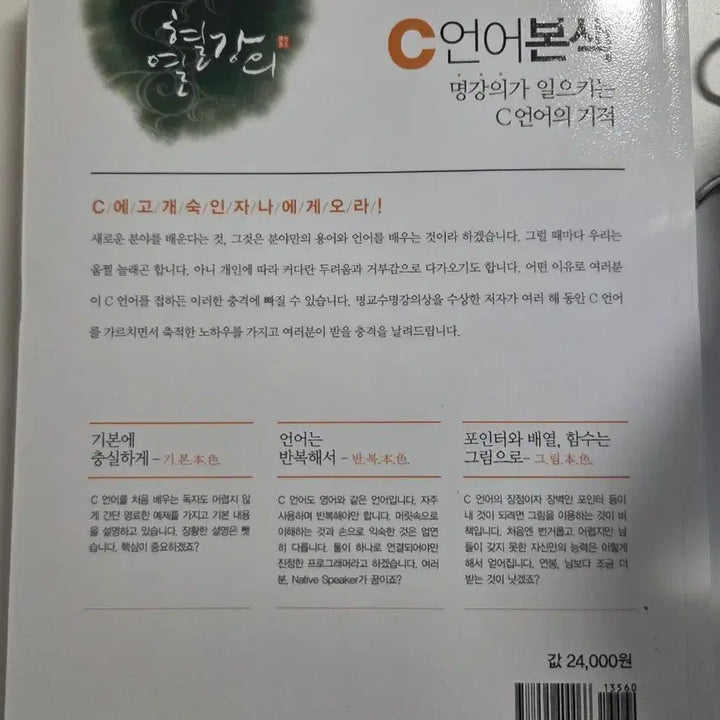 혈강
열 의
C언어본색
명강의가 일으키는
C언어의 기적
C/에/고/개/숙/인/자/나/에/게/오/라/!
새로운 분야를 배운다는 것, 그것은 분야만의 용어와 언어를 배우는 것이라 하겠습니다. 그럴 때마다 우리는
움찔 놀래곤 합니다. 아니 개인에 따라 커다란 두려움과 거부감으로 다가오기도 합니다. 어떤 이유로 여러분
이 C 언어를 접하든 이러한 충격에 빠질 수 있습니다. 명교수명강의상을 수상한 저자가 여러 해 동안 C 언어
를 가르치면서 축적한 노하우를 가지고 여러분이 받을 충격을 날려드립니다.
기본에
충실하게 - 기.본.本.色.
C 언어를 처음 배우는 독자도 어렵지 않
게 간단 명료한 예제를 가지고 기본 내용
을 설명하고 있습니다. 장황한 설명은 뺏
습니다. 핵심이 중요하겠죠?
언어는
반복해서 - 반.복.本.色.
C 언어도 영어와 같은 언어입니다. 자주
사용하며 반복해야만 합니다. 머릿속으로
이해하는 것과 손으로 익숙한 것은 엄연
히 다릅니다. 둘이 하나로 연결되어야만
진정한 프로그래머라고 하겠습니다. 여러
분, Native Speaker가 꿈이죠?
포인터와 배열, 함수는
그림으로 - 그.림.本.色.
C 언어의 장점이자 장벽인 포인터 등이
내 것이 되려면 그림을 이용하는 것이 비
책입니다. 처음엔 번거롭고 어렵지만 남
들이 갖지 못한 자신만의 능력은 이렇게
해서 얻어집니다. 연봉, 남보다 조금 더
받는 것이 낫겠죠?
값 24,000원
13560